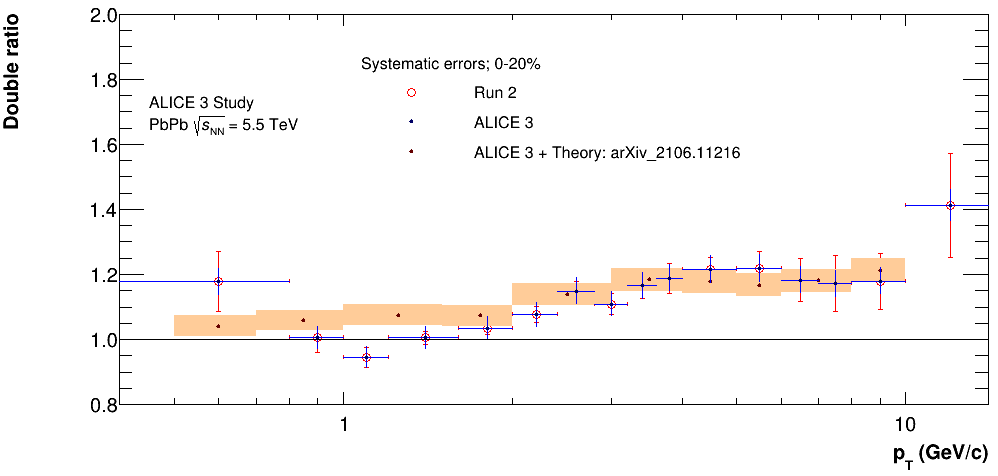 Double ratio
2.0
1.8
1.6
1.4
1.2
1.0
0.8
Systematic errors; 0-20%
Run 2
ALICE 3
ALICE 3 + Theory: arXiv_2106.11216
ALICE 3 Study
PbPb √s_NN = 5.5 TeV
1
10
p_T (GeV/c)